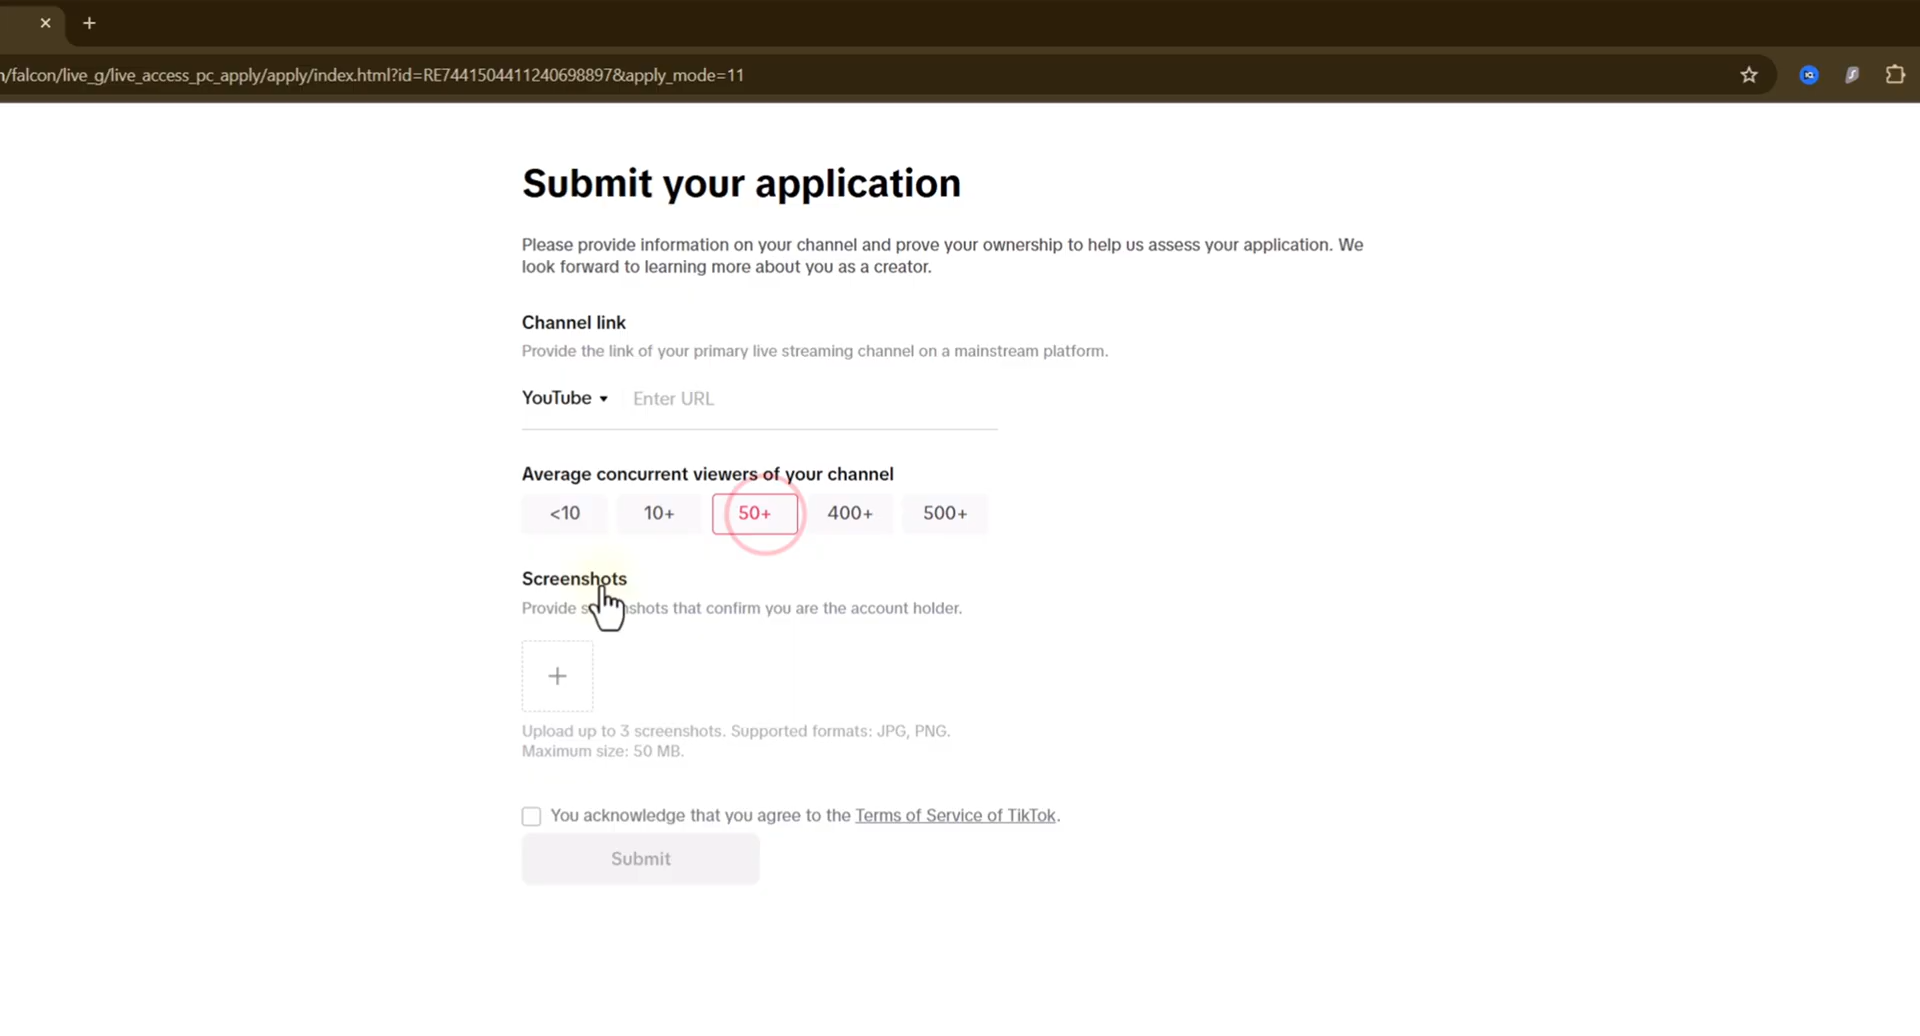 n/falcon/live_g/live_access_pc_apply/apply/index.html?id=RE7441504411240698897&apply_mode=11
Submit your application
Please provide information on your channel and prove your ownership to help us assess your application. We
look forward to learning more about you as a creator.
Channel link
Provide the link of your primary live streaming channel on a mainstream platform.
YouTube Enter URL
Average concurrent viewers of your channel
<10 10+ 50+ 400+ 500+
Screenshots
Provide shots that confirm you are the account holder.
Upload up to 3 screenshots. Supported formats: JPG, PNG.
Maximum size: 50 MB.
You acknowledge that you agree to the Terms of Service of TikTok.
Submit